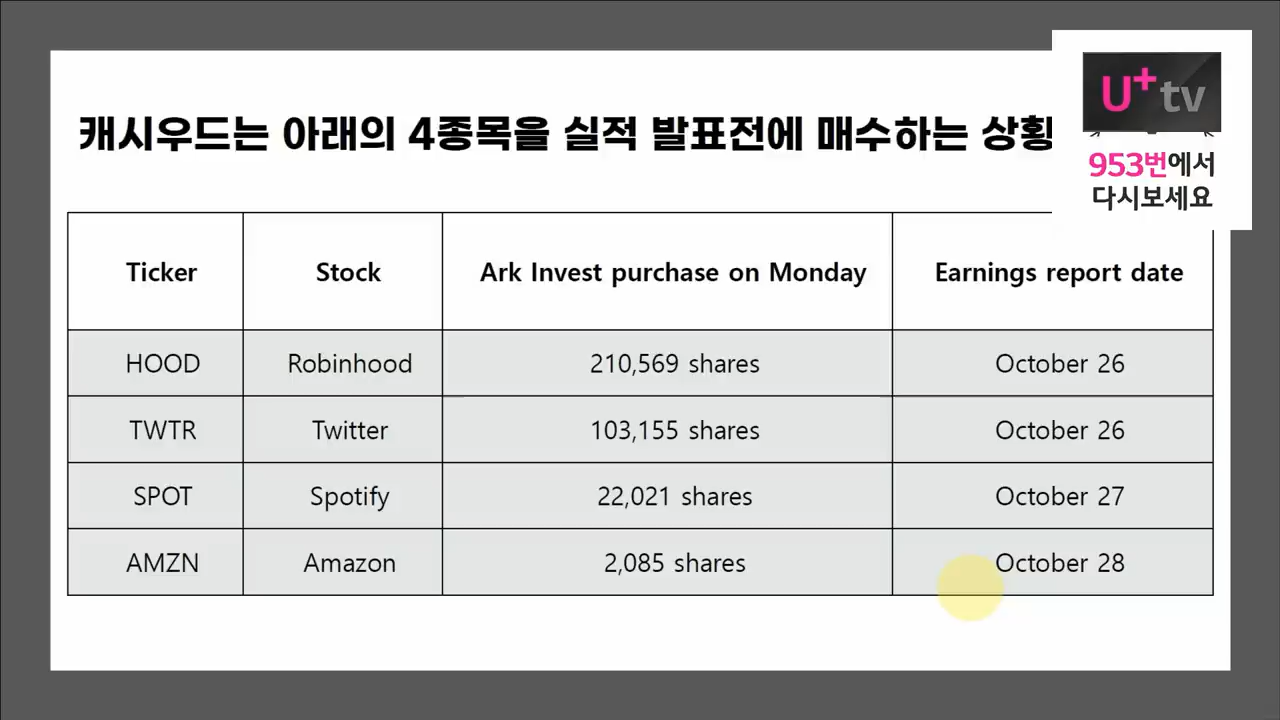 캐시우드는 아래의 4종목을 실적 발표전에 매수하는 상황
U+tv
953번에서
다시보세요
Ticker Stock Ark Invest purchase on Monday Earnings report date
HOOD Robinhood 210,569 shares October 26
TWTR Twitter 103,155 shares October 26
SPOT Spotify 22,021 shares October 27
AMZN Amazon 2,085 shares October 28